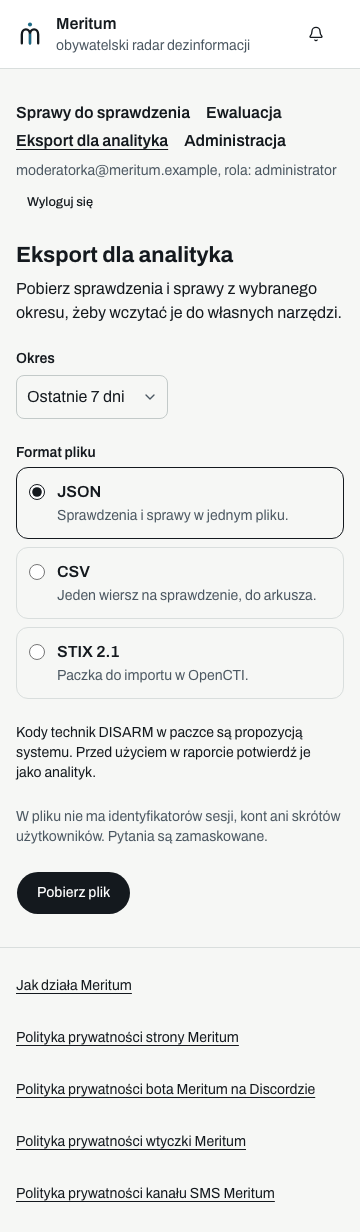 Meritum
obywatelski radar dezinformacji
Sprawy do sprawdzenia Ewaluacja
Eksport dla analityka Administracja
moderatorka@meritum.example, rola: administrator
Wyloguj się
Eksport dla analityka
Pobierz sprawdzenia i sprawy z wybranego
okresu, żeby wczytać je do własnych narzędzi.
Okres
Ostatnie 7 dni
Format pliku
JSON
Sprawdzenia i sprawy w jednym pliku.
CSV
Jeden wiersz na sprawdzenie, do arkusza.
STIX 2.1
Paczka do importu w OpenCTI.
Kody technik DISARM w paczce są propozycją
systemu. Przed użyciem w raporcie potwierdź je
jako analityk.
W pliku nie ma identyfikatorów sesji, kont ani skrótów
użytkowników. Pytania są zamaskowane.
Pobierz plik
Jak działa Meritum
Polityka prywatności strony Meritum
Polityka prywatności bota Meritum na Discordzie
Polityka prywatności wtyczki Meritum
Polityka prywatności kanału SMS Meritum